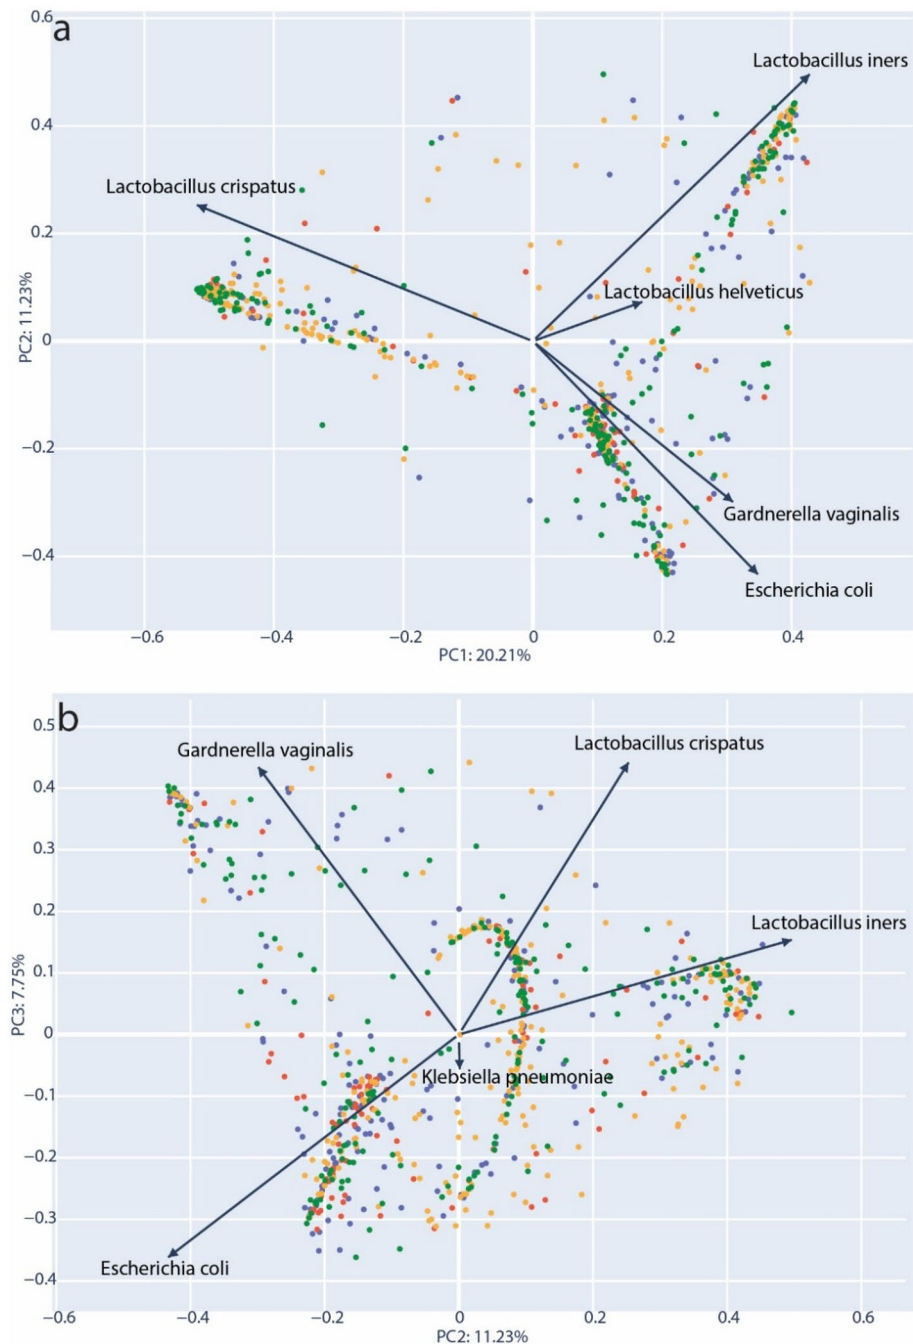 a
0.6
Lactobacillus iners
0.4
Lactobacillus crispatus
0.2
Lactobacillus helveticus
0
PC2: 11.23%
−0.2
Gardnerella vaginalis
−0.4
Escherichia coli
−0.6 −0.4 −0.2 0 0.2 0.4
PC1: 20.21%
b
0.5
Gardnerella vaginalis
Lactobacillus crispatus
0.4
0.3
0.2
Lactobacillus iners
0.1
PC3: 7.75%
0
Klebsiella pneumoniae
−0.1
−0.2
−0.3
Escherichia coli
−0.4
−0.6 −0.4 −0.2 0 0.2 0.4 0.6
PC2: 11.23%